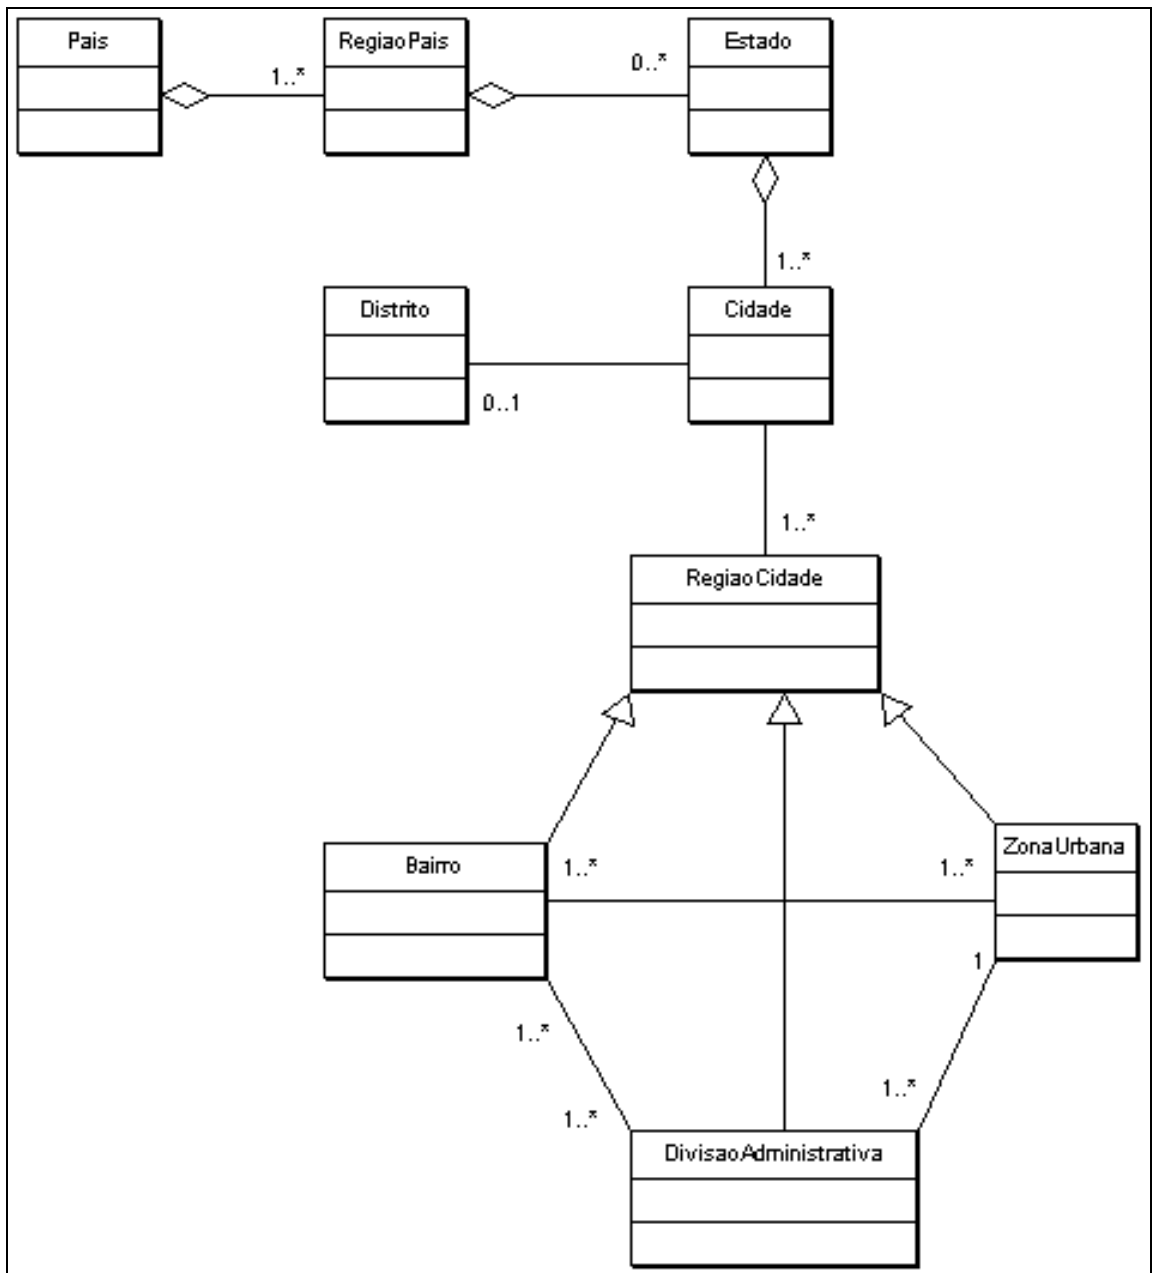 Pais
RegiaoPais
Estado
1..*
0..*
1..*
Distrito
Cidade
0..1
1..*
RegiaoCidade
Bairro
1..*
1..*
ZonaUrbana
1
1..*
1..*
1..*
DivisaoAdministrativa